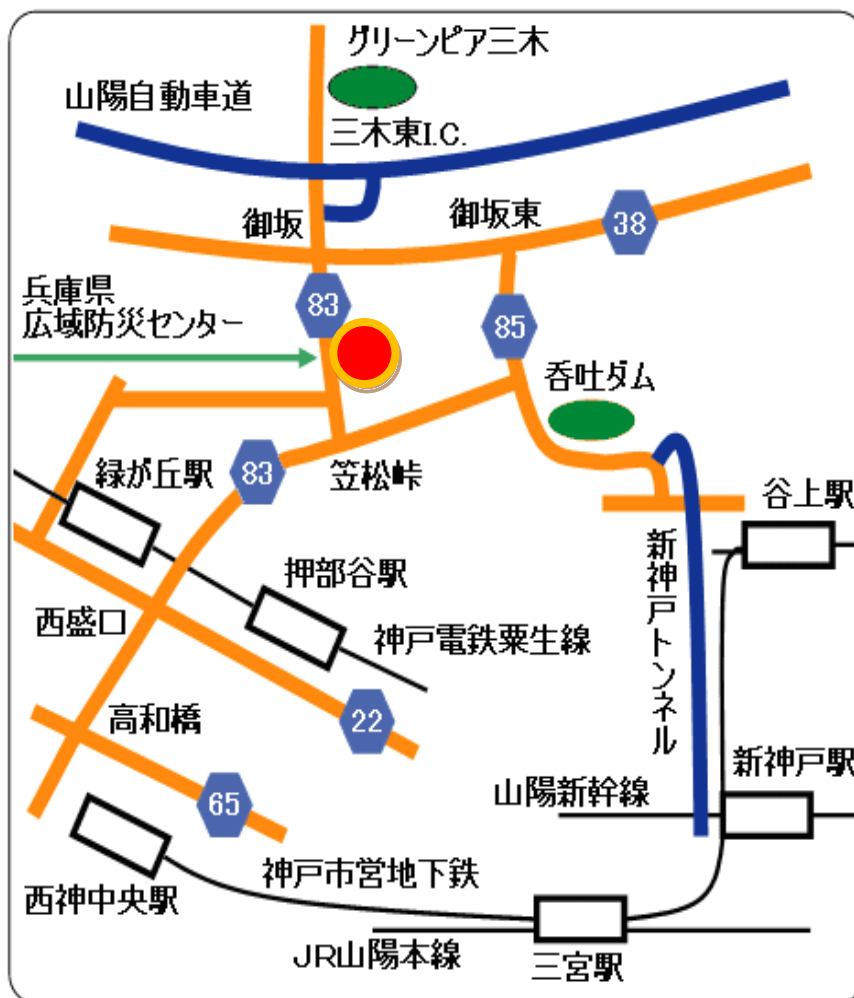 グリーンピア三木
山陽自動車道
三木東I.C.
御坂
御坂東
38
兵庫県
広域防災センター
83
85
呑吐ダム
緑が丘駅
83
笠松峠
谷上駅
新神戸トンネル
押部谷駅
西盛口
神戸電鉄粟生線
高和橋
22
新神戸駅
65
山陽新幹線
神戸市営地下鉄
西神中央駅
JR山陽本線
三宮駅